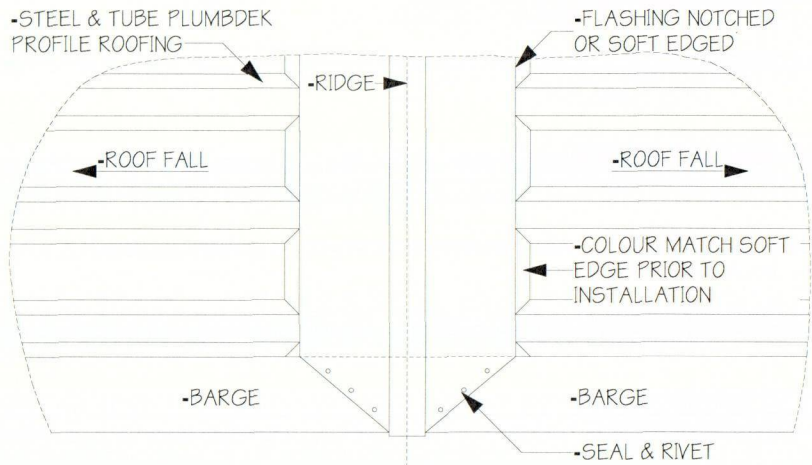 -STEEL & TUBE PLUMBDEK
PROFILE ROOFING
-FLASHING NOTCHED
OR SOFT EDGED
-RIDGE
-ROOF FALL
-ROOF FALL
-COLOUR MATCH SOFT
EDGE PRIOR TO
INSTALLATION
-BARGE
-BARGE
-SEAL & RIVET